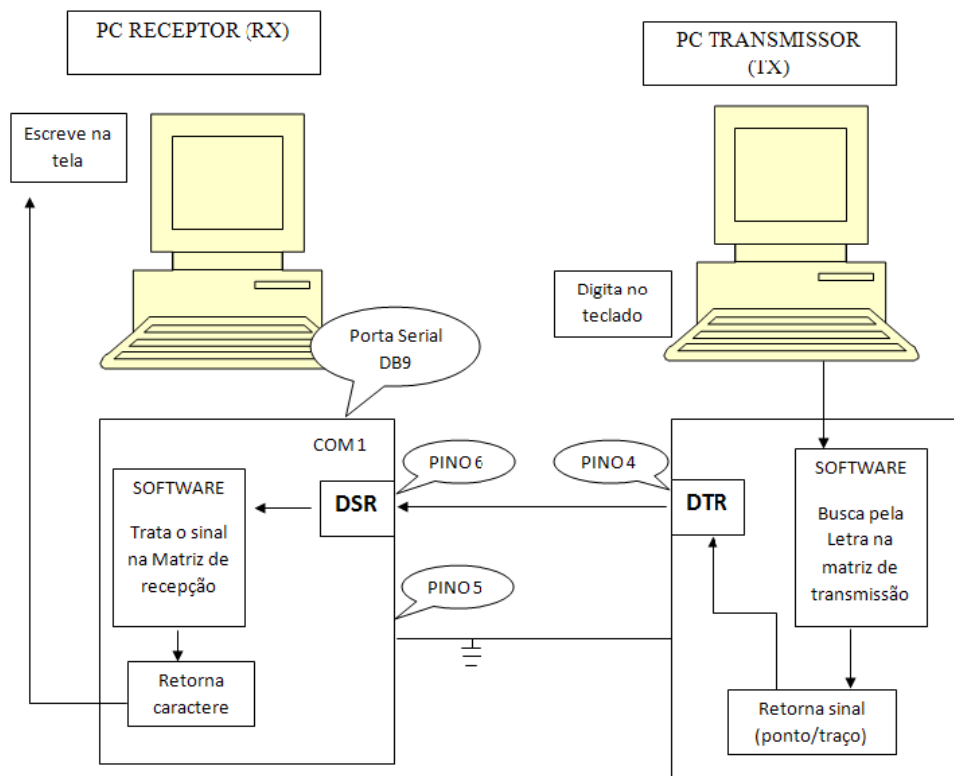 PC RECEPTOR (RX)
PC TRANSMISSOR
(TX)
Escreve na
tela
Digita no
teclado
Porta Serial
DB9
COM 1
PINO 6
PINO 4
SOFTWARE
Trata o sinal
na Matriz de
recepção
DSR
DTR
SOFTWARE
Busca pela
Letra na
matriz de
transmissão
PINO 5
Retorna
caractere
Retorna sinal
(ponto/traço)